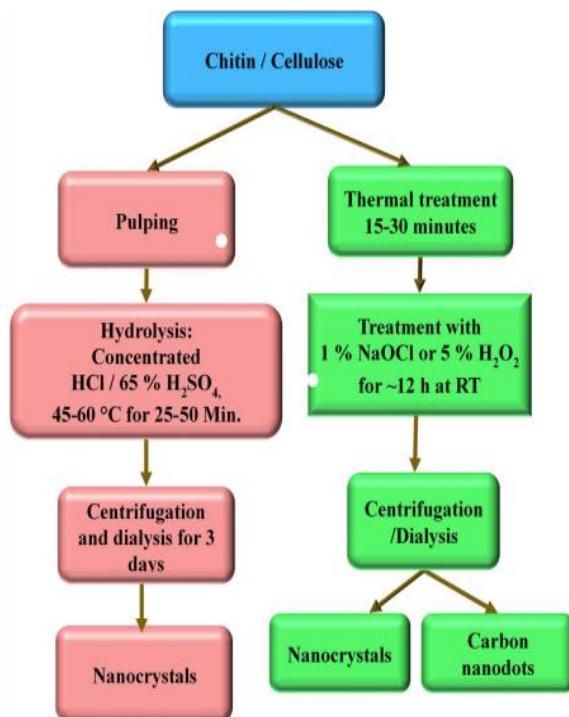 Chitin / Cellulose
Pulping
Hydrolysis:
Concentrated
HCl / 65 % H₂SO₄,
45-60 °C for 25-50 Min.
Centrifugation
and dialysis for 3
days
Nanocrystals
Thermal treatment
15-30 minutes
Treatment with
1 % NaOCl or 5 % H₂O₂
for ~12 h at RT
Centrifugation
/Dialysis
Nanocrystals
Carbon
nanodots